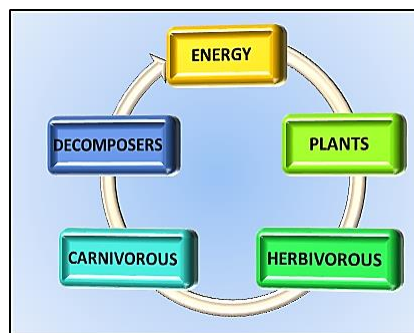 ENERGY
PLANTS
HERBIVOROUS
CARNIVOROUS
DECOMPOSERS